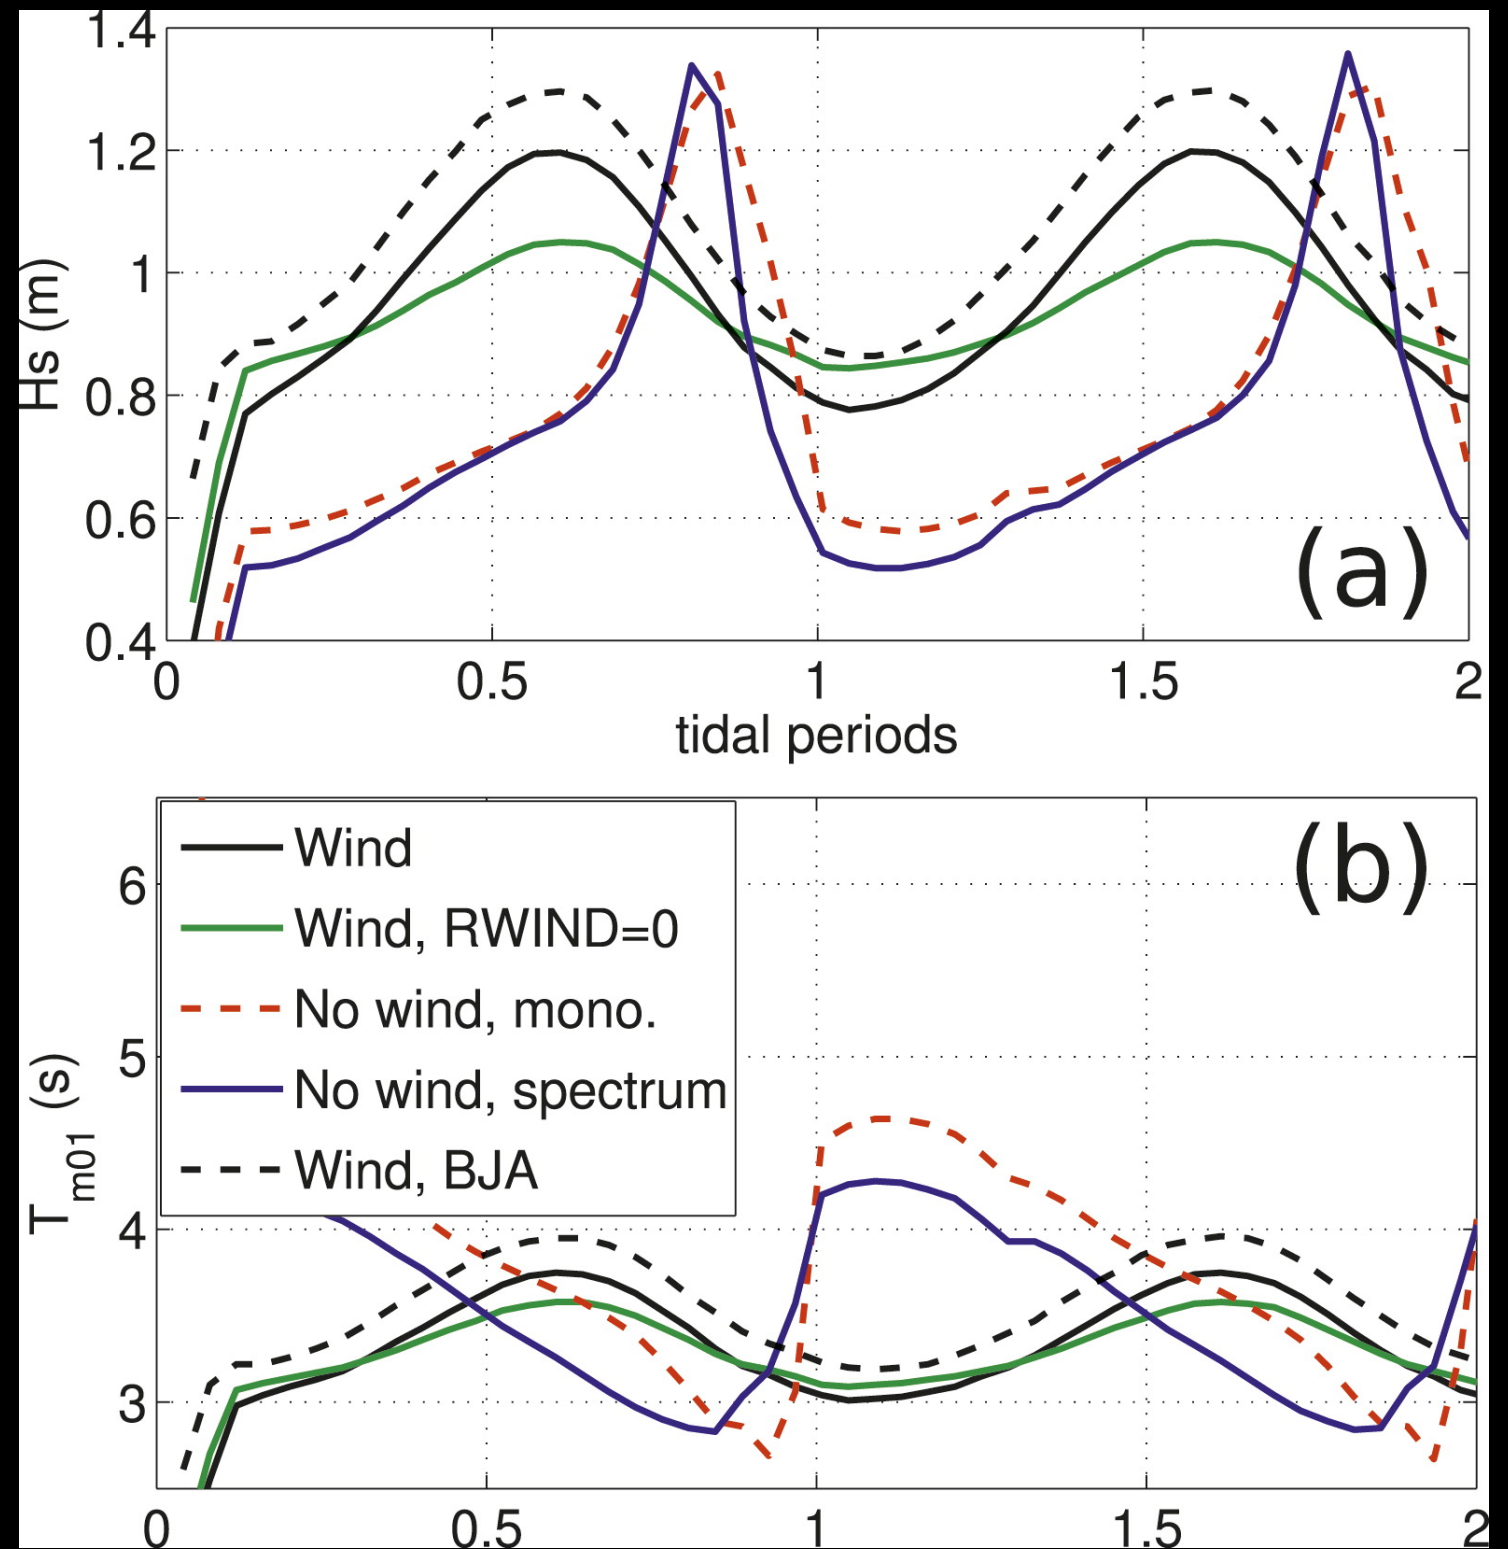 1.4
1.2
1
0.8
0.6
0.4
Hs (m)
(a)
0 0.5 1 1.5 2
tidal periods
(b)
Wind
Wind, RWIND=0
No wind, mono.
No wind, spectrum
Wind, BJA
6
5
4
3
T m01 (s)
0 0.5 1 1.5 2